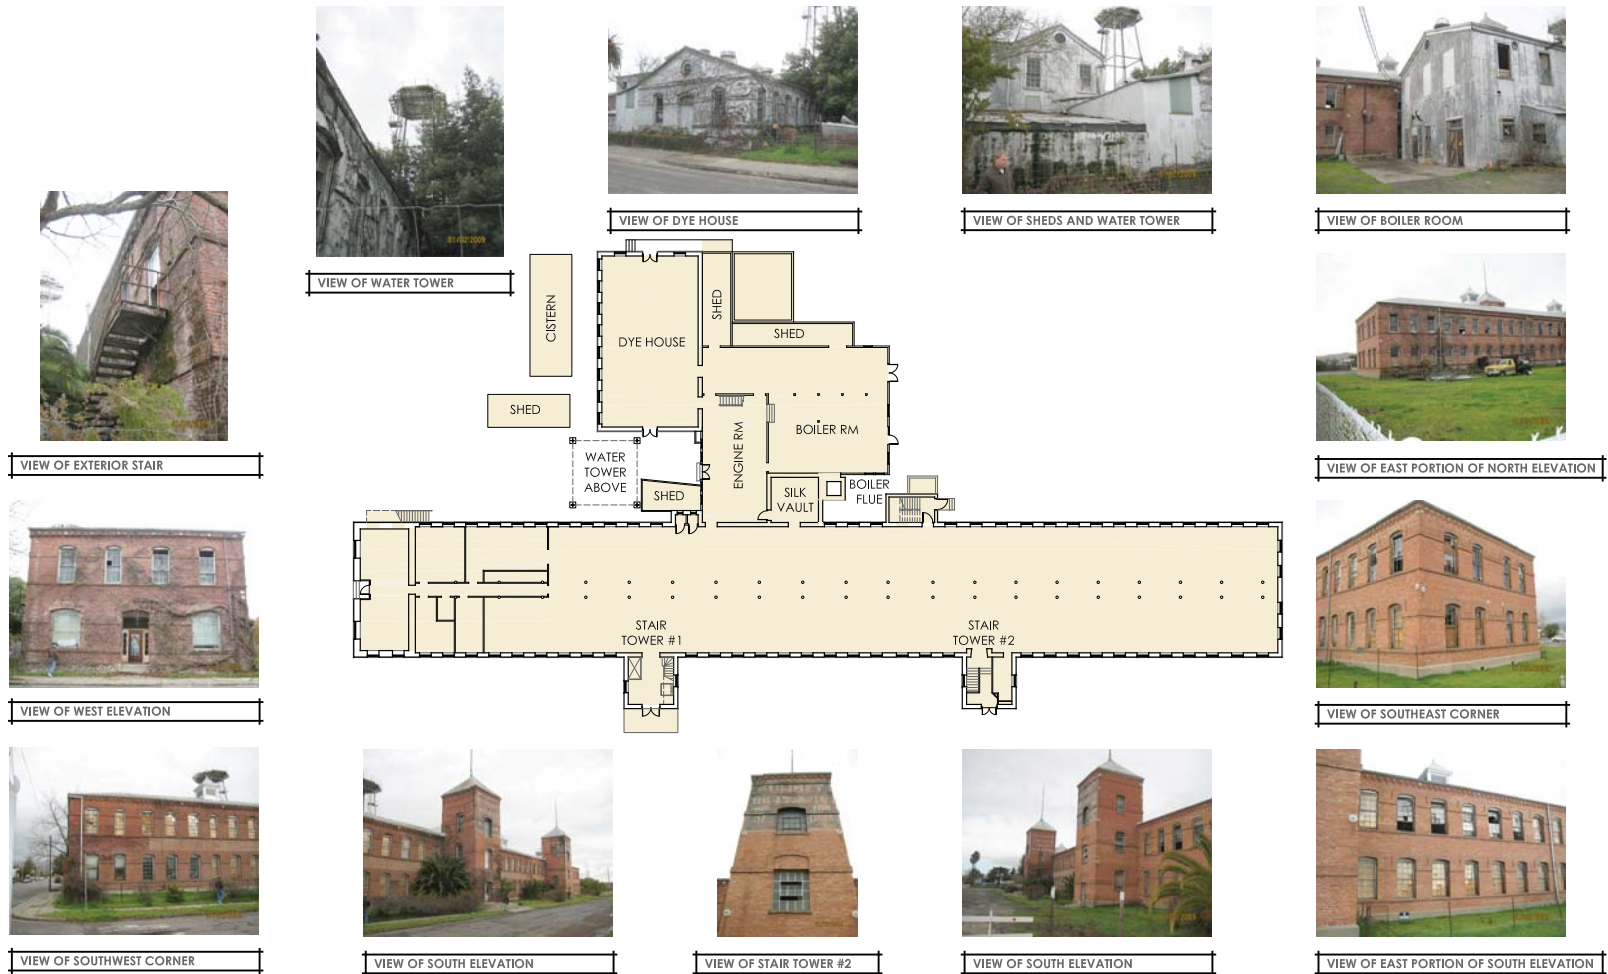 VIEW OF DYE HOUSE
VIEW OF SHEDS AND WATER TOWER
VIEW OF BOILER ROOM
01/02/2009
VIEW OF WATER TOWER
CISTERN
DYE HOUSE
SHED
SHED
SHED
ENGINE RM
BOILER RM
WATER
TOWER
ABOVE
SHED
SILK
VAULT
BOILER
FLUE
STAIR
TOWER #1
STAIR
TOWER #2
VIEW OF EXTERIOR STAIR
VIEW OF EAST PORTION OF NORTH ELEVATION
VIEW OF WEST ELEVATION
VIEW OF SOUTHEAST CORNER
VIEW OF SOUTHWEST CORNER
VIEW OF SOUTH ELEVATION
VIEW OF STAIR TOWER #2
VIEW OF SOUTH ELEVATION
VIEW OF EAST PORTION OF SOUTH ELEVATION